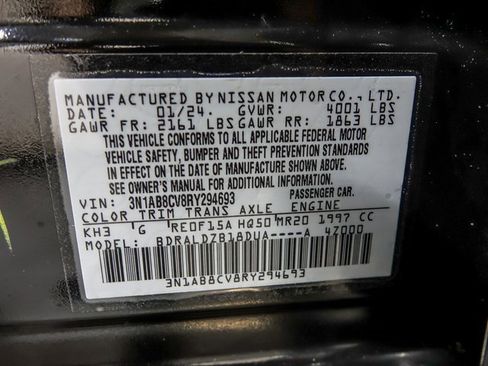 MANUFACTURED BY NISSAN MOTOR CO., LTD.
DATE: 01/24. GVWR: 4001 LBS
GAWR FR: 2161 LBS GAWR RR: 1863 LBS
THIS VEHICLE CONFORMS TO ALL APPLICABLE FEDERAL MOTOR
VEHICLE SAFETY, BUMPER AND THEFT PREVENTION STANDARDS
IN EFFECT ON THE DATE OF MANUFACTURE SHOWN ABOVE.
SEE OWNER'S MANUAL FOR ADDITIONAL INFORMATION.
VIN: 3N1AB8CV8RY294693 PASSENGER CAR.
COLOR TRIM TRANS AXLE ENGINE
KH3 G RE0F15A HQ50 MR20 1997 CC
MODEL: BDRALDZB18DUA----A 47000
3N1AB8CV8RY294693